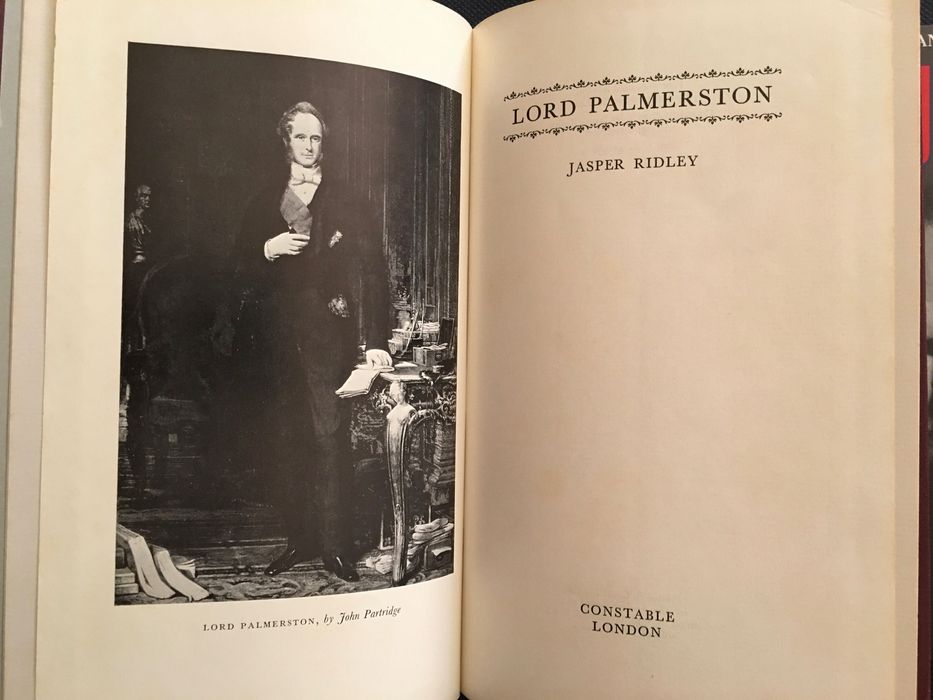 LORD PALMERSTON, by John Partridge
LORD PALMERSTON
JASPER RIDLEY
CONSTABLE
LONDON